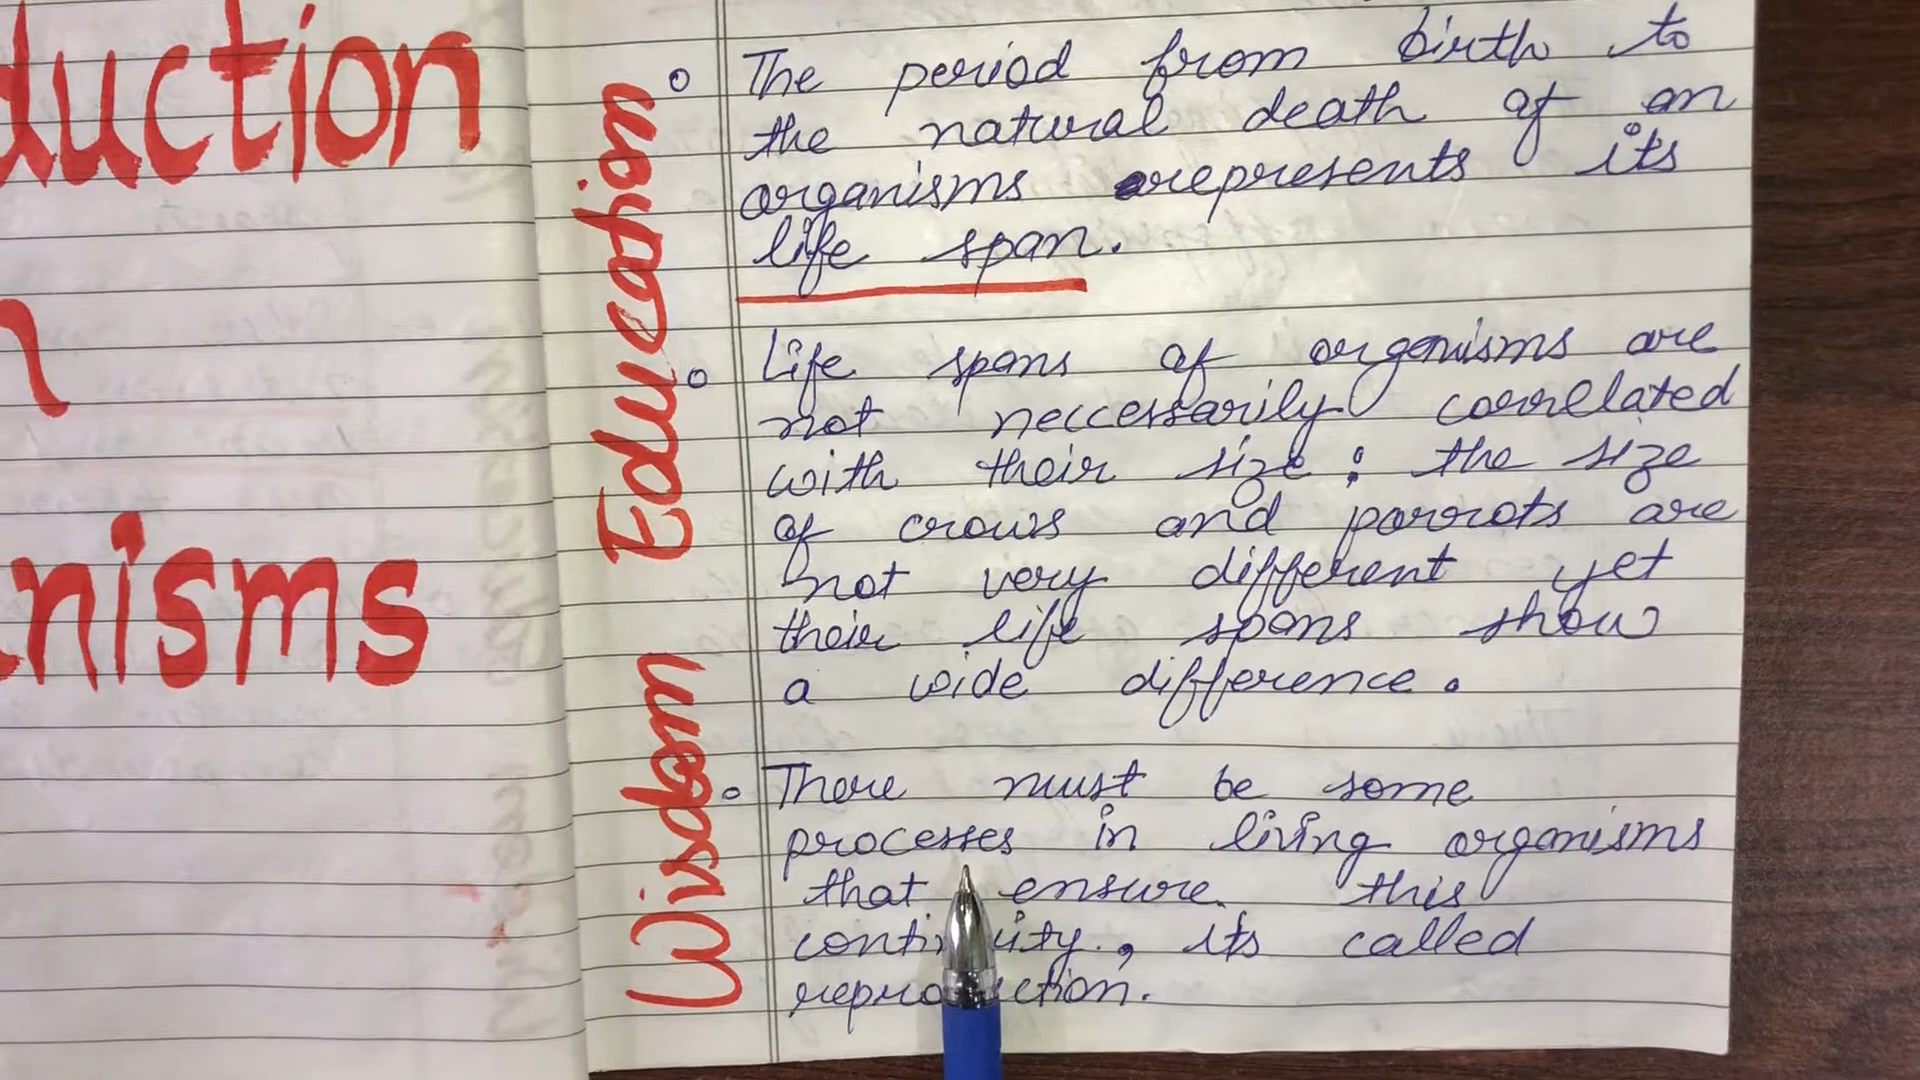 duction
nisms
Wisdom Education
The period from birth to
the natural death of an
organisms represents its
life span.
Life spans of organisms are
not neccessarily correlated
with their size ; the size
of crows and parrots are
not very different yet
their life spans show
a wide difference.
There must be some
processes in living organisms
that ensure this
continuity, its called
reproduction.